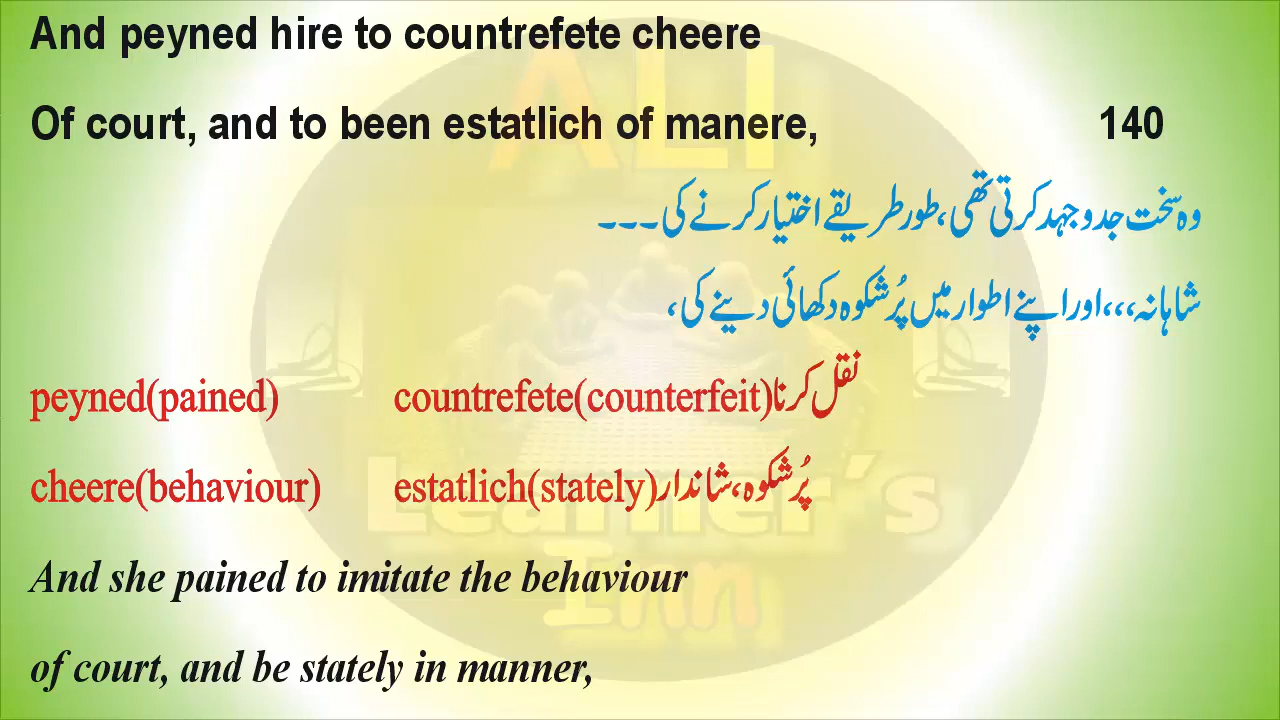 And peyned hire to countrefete cheere
Of court, and to been estatlich of manere, 140
وہ سخت جدوجہد کرتی تھی، طور طریقے اختیار کرنے کی۔۔۔
شاہانہ،،،اور اپنے اطوار میں پُرشکوہ دکھائی دینے کی،
peyned(pained) countrefete(counterfeit)نقل کرنا
cheere(behaviour) estatlich(stately)پُرشکوہ، شاندار
And she pained to imitate the behaviour
of court, and be stately in manner,
ALI
Learner's
Inn